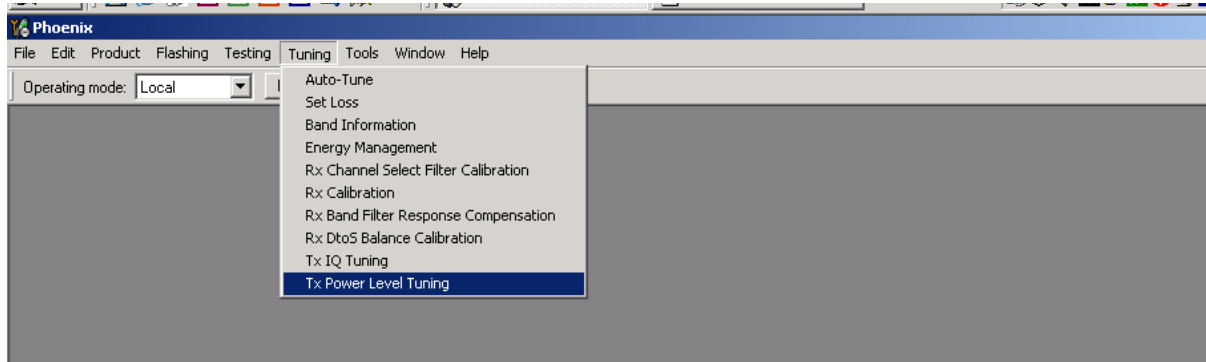 Phoenix
File Edit Product Flashing Testing Tuning Tools Window Help
Operating mode: Local
Auto-Tune
Set Loss
Band Information
Energy Management
Rx Channel Select Filter Calibration
Rx Calibration
Rx Band Filter Response Compensation
Rx DtoS Balance Calibration
Tx IQ Tuning
Tx Power Level Tuning